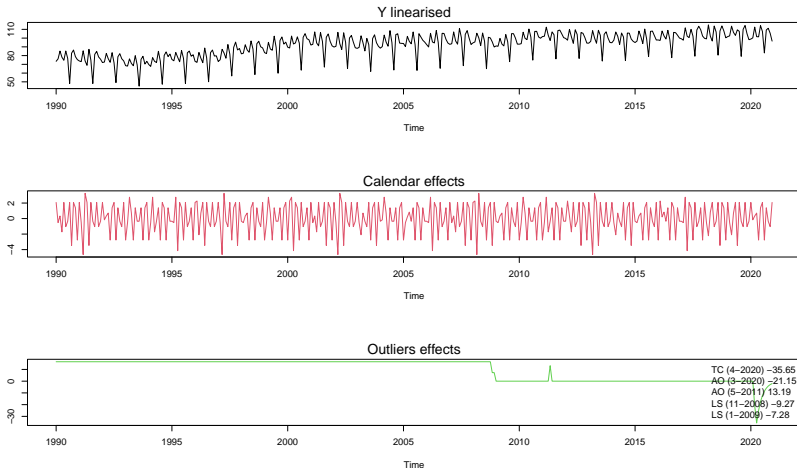 Y linearised
110
80
50
1990
1995
2000
2005
2010
2015
2020
Time
Calendar effects
2
0
−4
1990
1995
2000
2005
2010
2015
2020
Time
Outliers effects
0
−30
TC (4−2020) −35.65
AO (3−2020) −21.15
AO (5−2011) 13.19
LS (11−2008) −9.27
LS (1−2009) −7.28
1990
1995
2000
2005
2010
2015
2020
Time